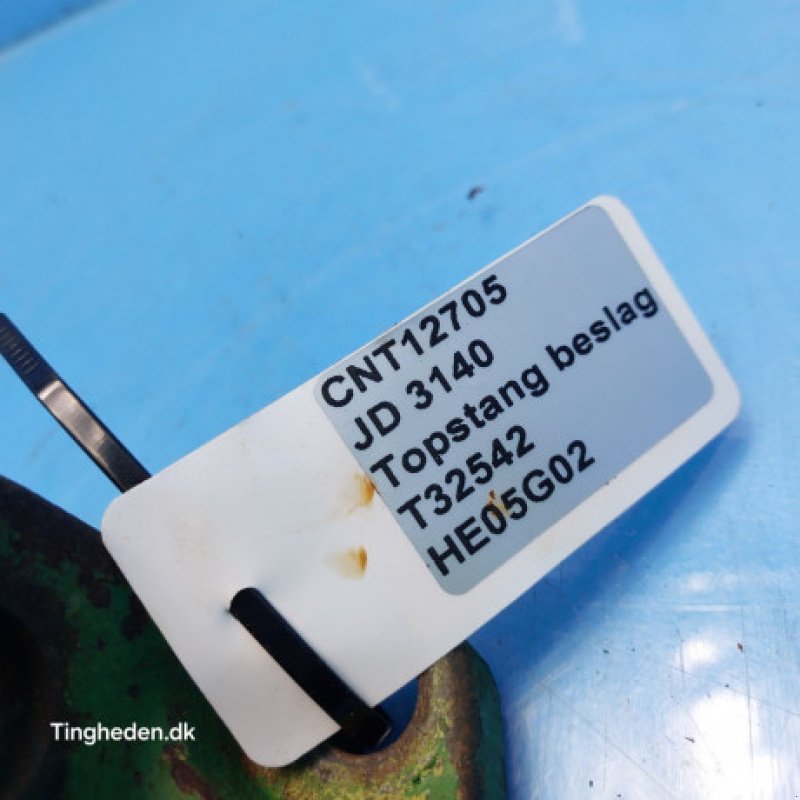 CNT12705
JD 3140
Topstang beslag
T32542
HE05G02
Tingheden.dk